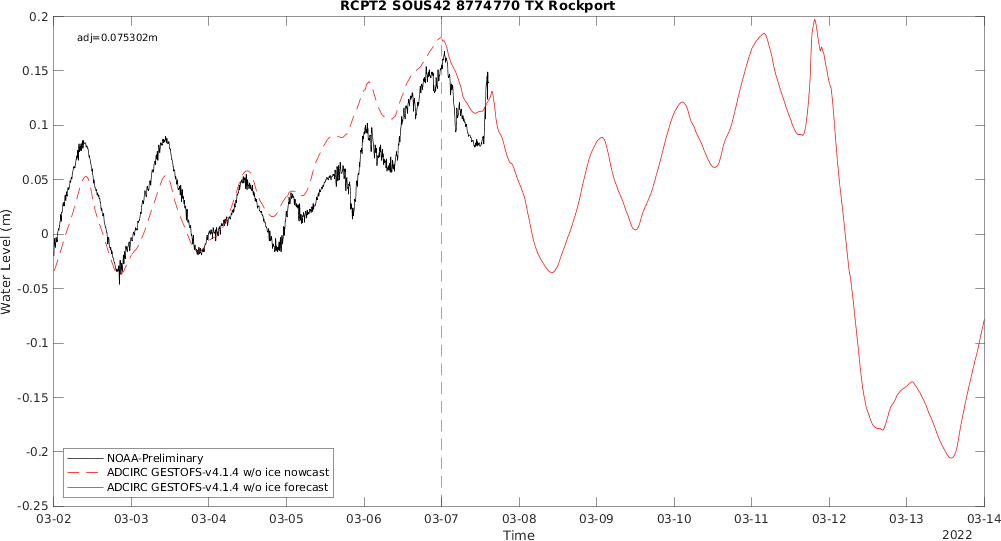 RCPT2 SOUS42 8774770 TX Rockport
adj=0.075302m
0.2
0.15
0.1
0.05
0
-0.05
-0.1
-0.15
-0.2
-0.25
Water Level (m)
NOAA-Preliminary
ADCIRC GESTOFS-v4.1.4 w/o ice nowcast
ADCIRC GESTOFS-v4.1.4 w/o ice forecast
03-02 03-03 03-04 03-05 03-06 03-07 03-08 03-09 03-10 03-11 03-12 03-13 03-14
Time
2022